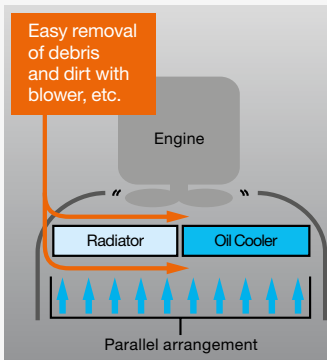 Easy removal
of debris
and dirt with
blower, etc.
Engine
Radiator
Oil Cooler
Parallel arrangement